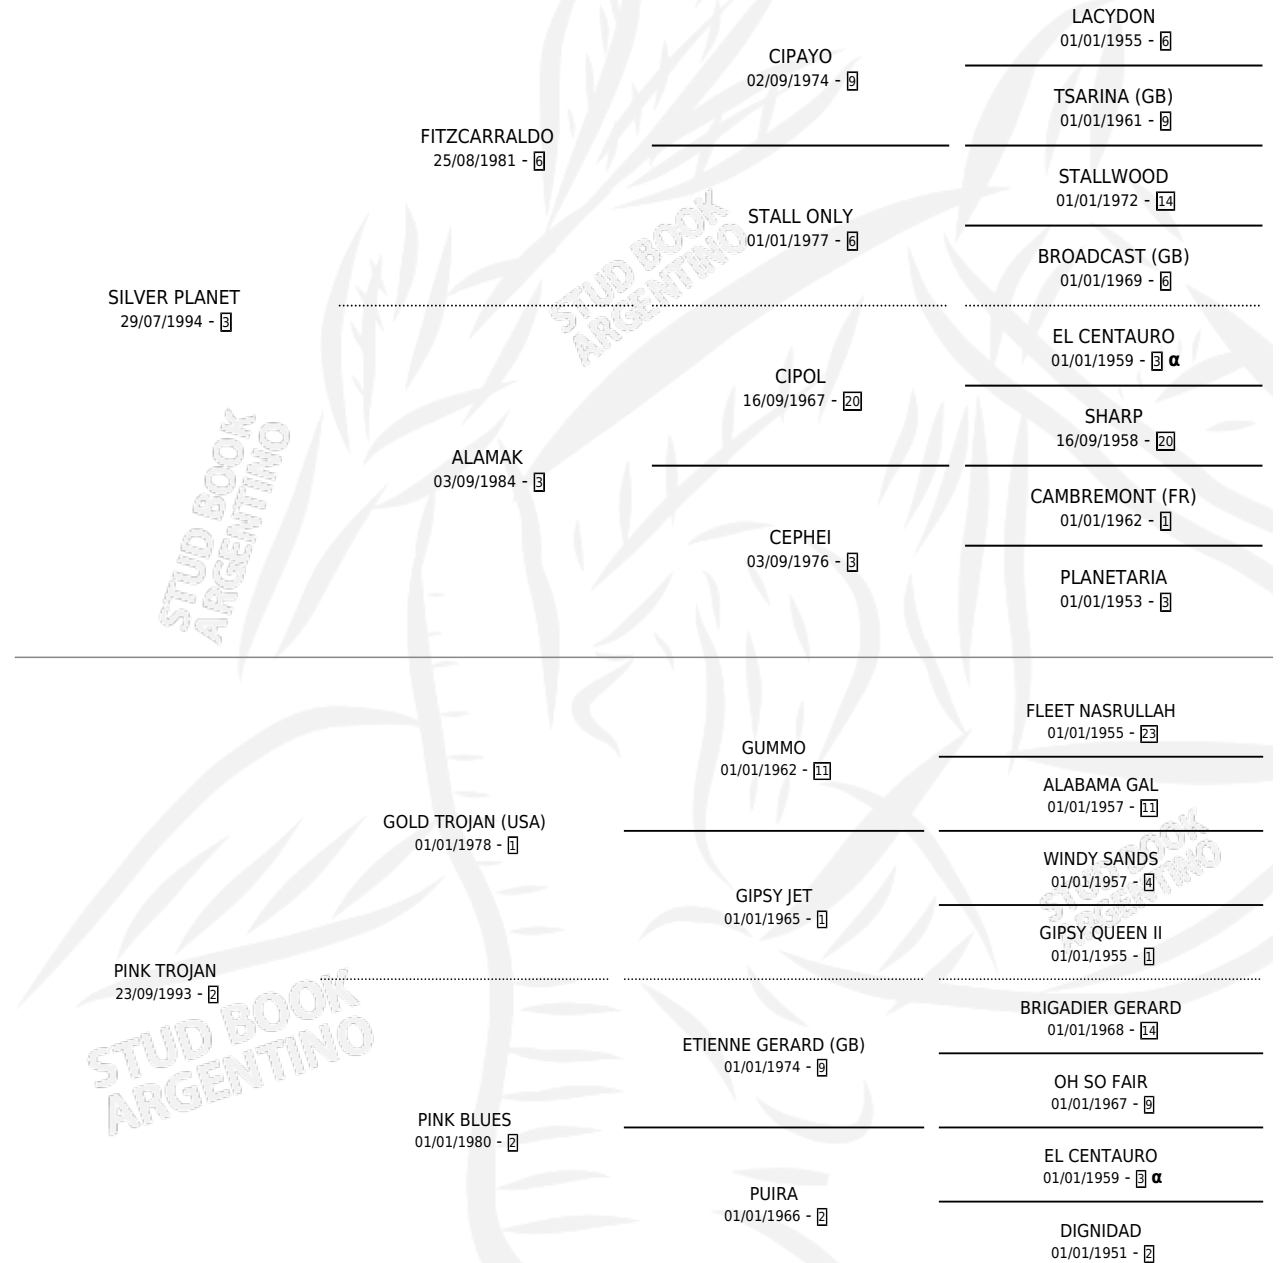 LACYDON
01/01/1955 - 6
CIPAYO
02/09/1974 - 9
TSARINA (GB)
01/01/1961 - 9
FITZCARRALDO
25/08/1981 - 6
STALLWOOD
01/01/1972 - 14
STALL ONLY
01/01/1977 - 6
BROADCAST (GB)
01/01/1969 - 6
SILVER PLANET
29/07/1994 - 3
EL CENTAURO
01/01/1959 - 3 α
CIPOL
16/09/1967 - 20
SHARP
16/09/1958 - 20
ALAMAK
03/09/1984 - 3
CAMBREMONT (FR)
01/01/1962 - 1
CEPHEI
03/09/1976 - 3
PLANETARIA
01/01/1953 - 3
STUD BOOK
ARGENTINO
STUD BOOK
ARGENTINO
FLEET NASRULLAH
01/01/1955 - 23
GUMMO
01/01/1962 - 11
ALABAMA GAL
01/01/1957 - 11
GOLD TROJAN (USA)
01/01/1978 - 1
WINDY SANDS
01/01/1957 - 4
GIPSY JET
01/01/1965 - 1
GIPSY QUEEN II
01/01/1955 - 1
PINK TROJAN
23/09/1993 - 2
BRIGADIER GERARD
01/01/1968 - 14
ETIENNE GERARD (GB)
01/01/1974 - 9
OH SO FAIR
01/01/1967 - 9
PINK BLUES
01/01/1980 - 2
EL CENTAURO
01/01/1959 - 3 α
PUIRA
01/01/1966 - 2
DIGNIDAD
01/01/1951 - 2
STUD BOOK
ARGENTINO
STUD BOOK
ARGENTINO